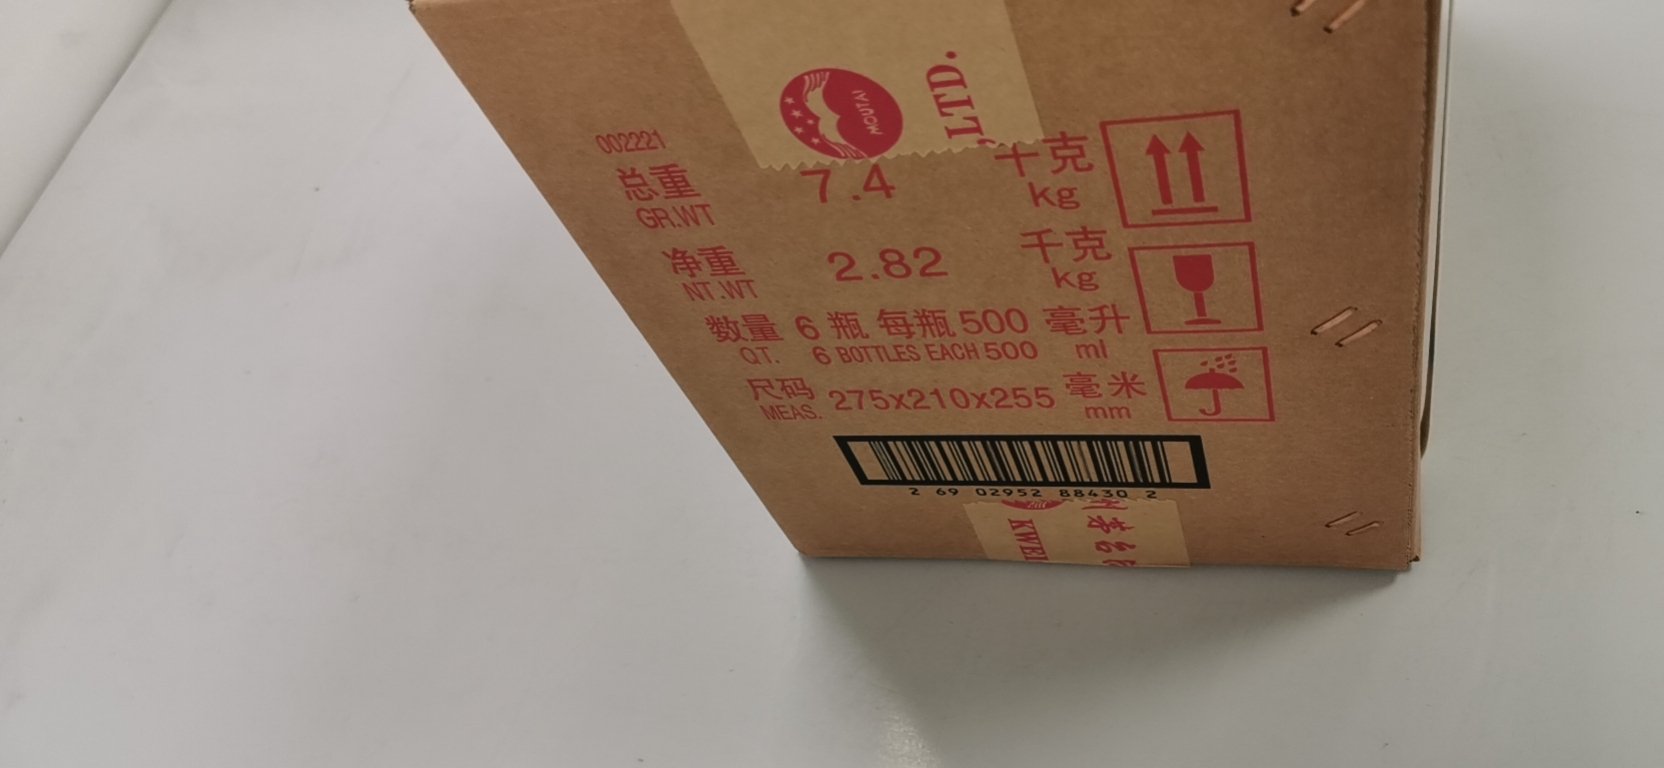 ,LTD.
MOUTAI
002221
总重 7.4 千克
GR.WT kg
净重 2.82 千克
NT.WT kg
数量 6 瓶 每瓶 500 毫升
QT. 6 BOTTLES EACH 500 ml
尺码 275x210x255 毫米
MEAS. mm
2 69 02952 88430 2
KWEI